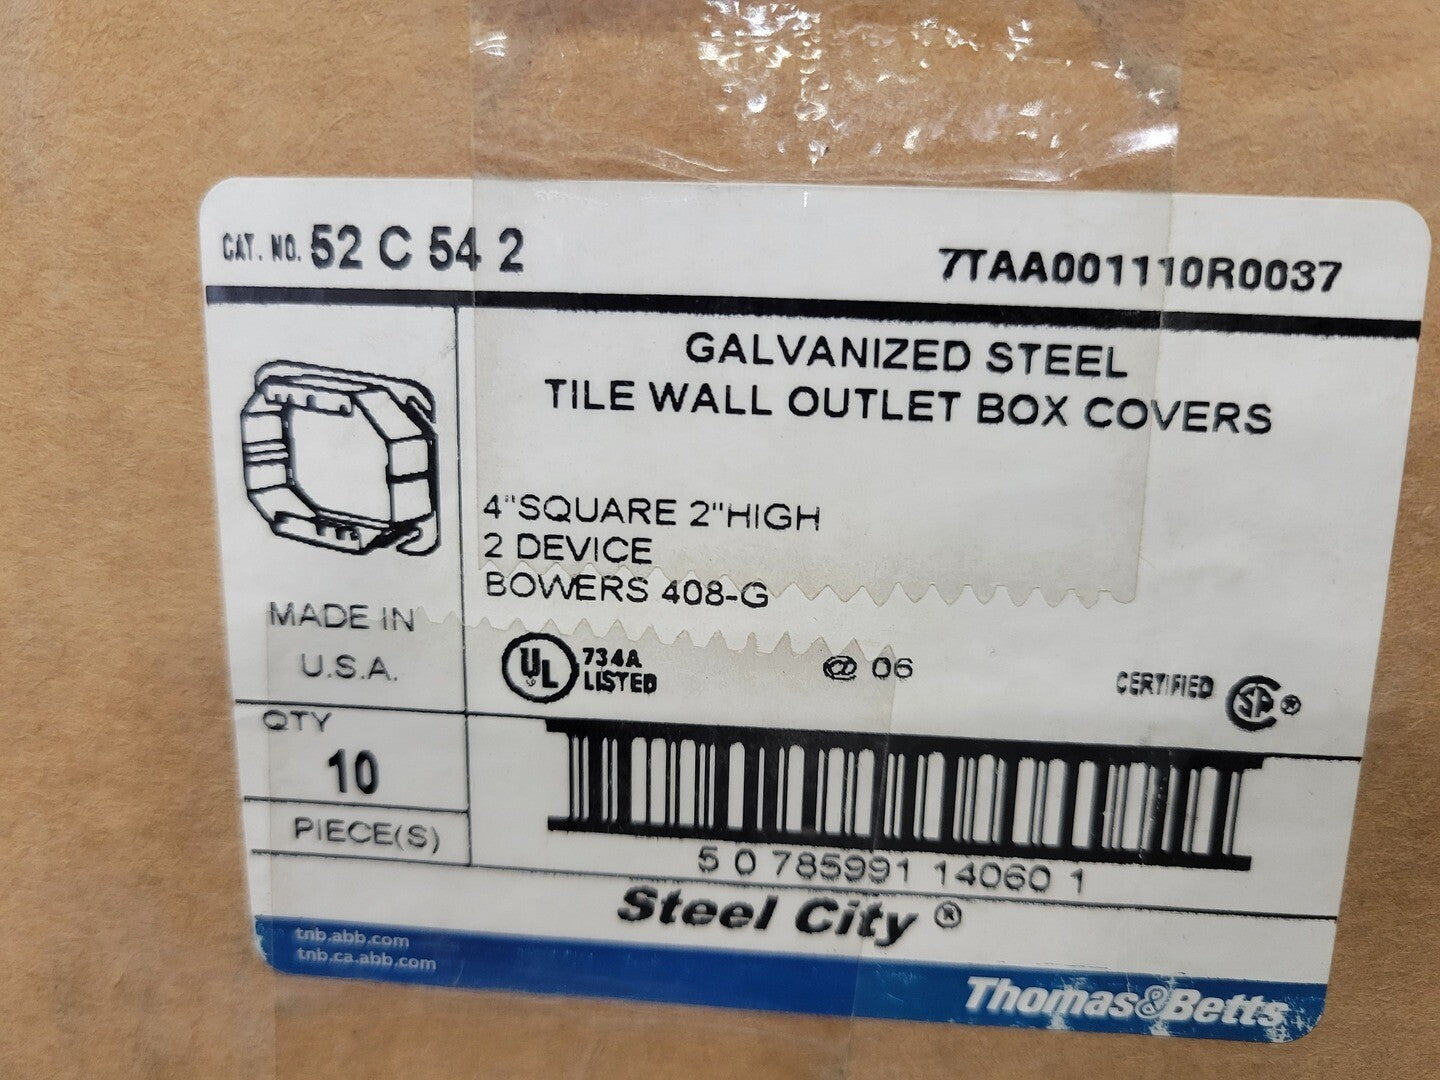 CAT. NO. 52 C 54 2
7TAA001110R0037
GALVANIZED STEEL
TILE WALL OUTLET BOX COVERS
4"SQUARE 2"HIGH
2 DEVICE
BOWERS 408-G
MADE IN
U.S.A.
UL 734A
LISTED
@ 06
CERTIFIED SP ®
QTY
10
PIECE(S)
5 0 785991 14060 1
Steel City ®
tnb.abb.com
tnb.ca.abb.com
Thomas&Betts